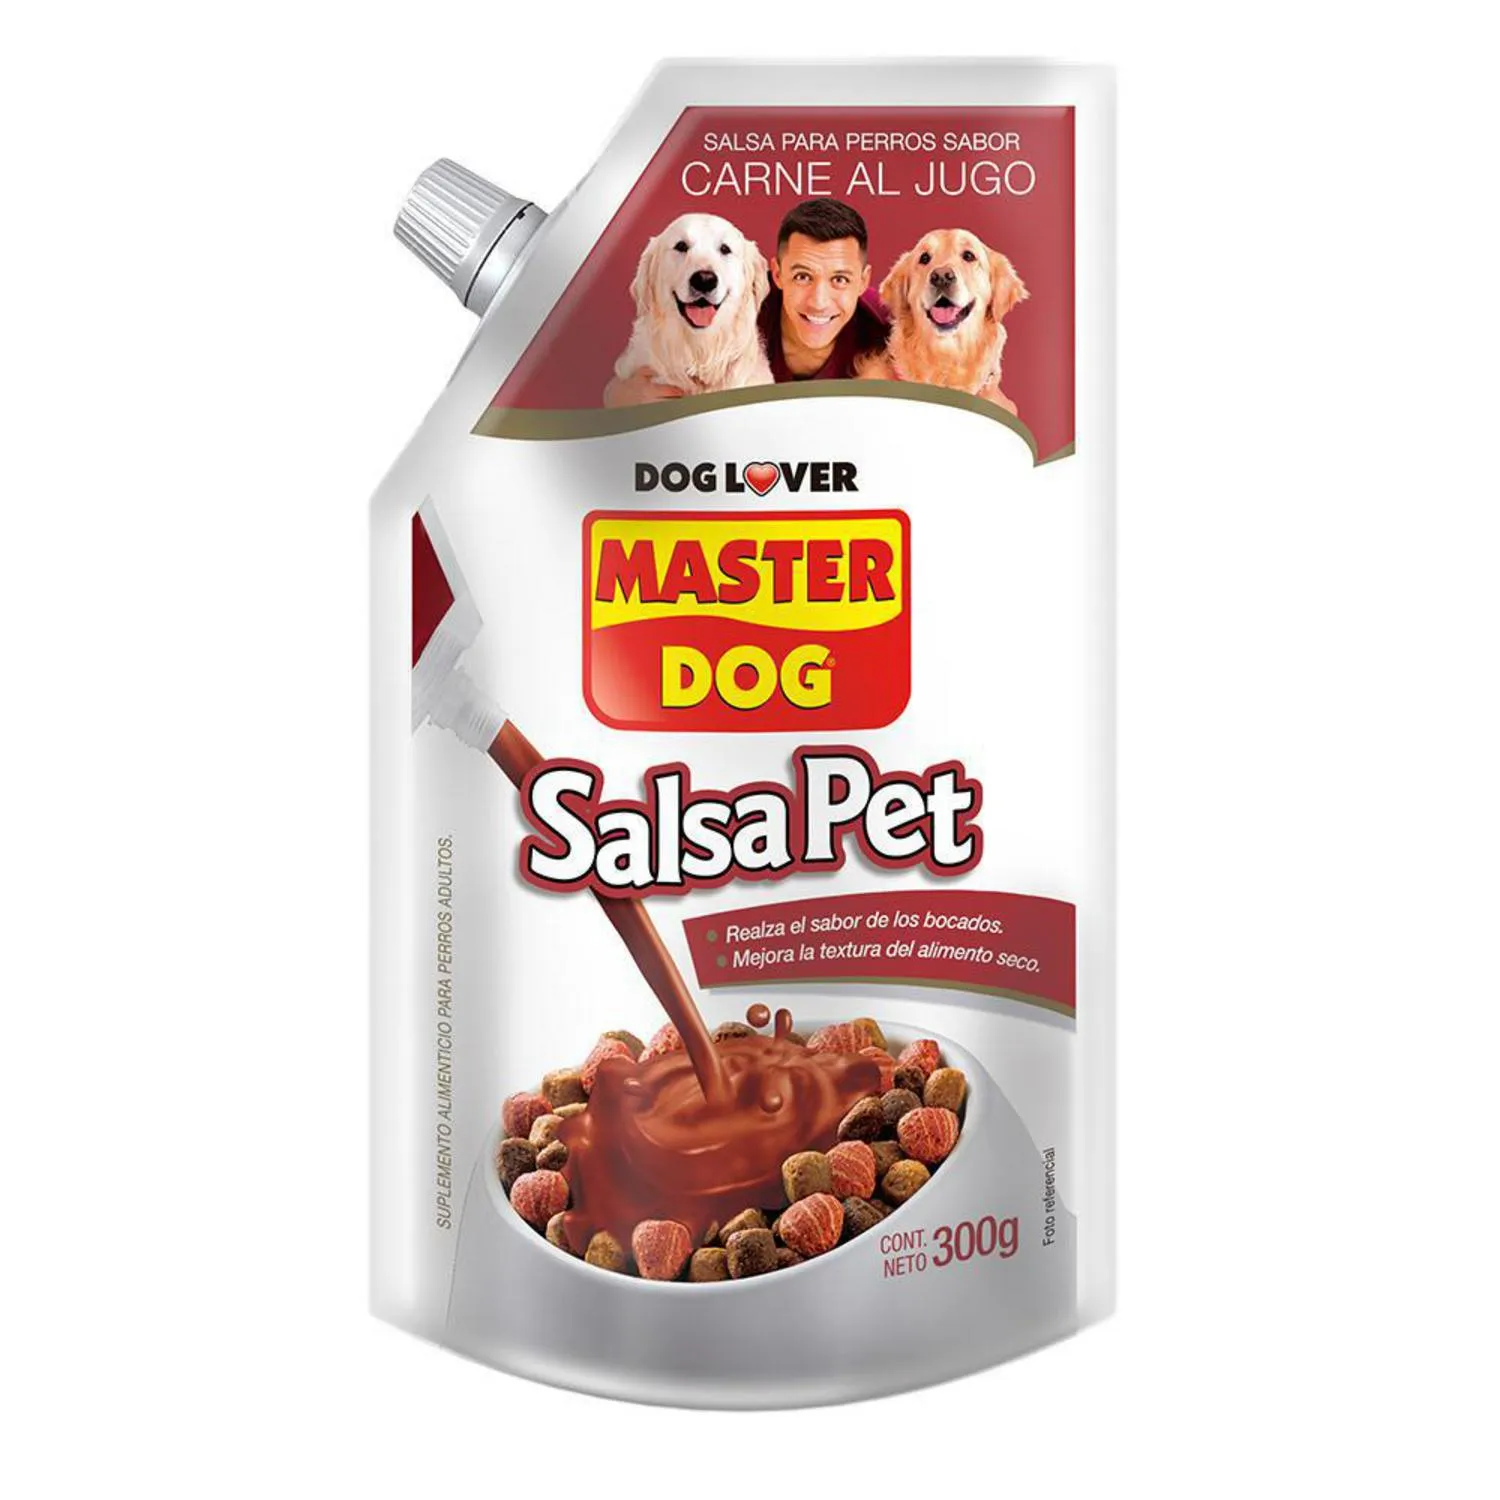 SALSA PARA PERROS SABOR
CARNE AL JUGO
DOG LOVER
MASTER
DOG®
Salsa Pet
• Realza el sabor de los bocados.
• Mejora la textura del alimento seco.
SUPLEMENTO ALIMENTICIO PARA PERROS ADULTOS.
CONT.
NETO 300g
Foto referencial